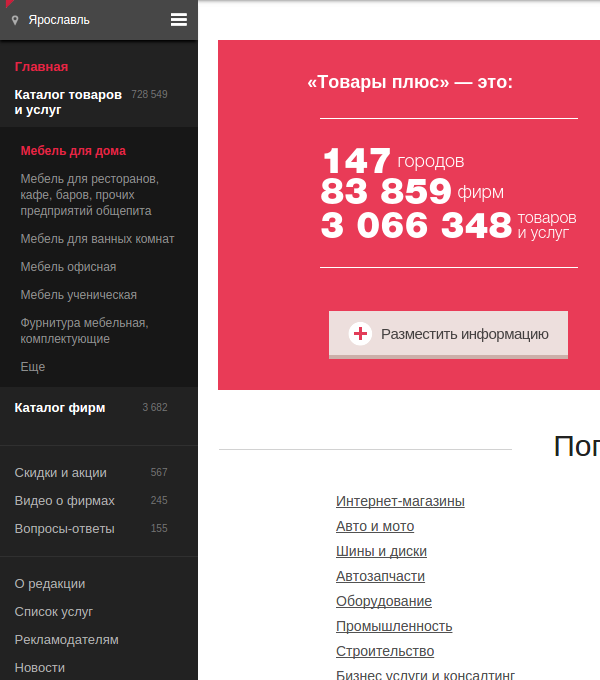 Ярославль
Главная
Каталог товаров 728 549
и услуг
Мебель для дома
Мебель для ресторанов,
кафе, баров, прочих
предприятий общепита
Мебель для ванных комнат
Мебель офисная
Мебель ученическая
Фурнитура мебельная,
комплектующие
Еще
Каталог фирм 3 682
Скидки и акции 567
Видео о фирмах 245
Вопросы-ответы 155
О редакции
Список услуг
Рекламодателям
Новости
«Товары плюс» — это:
147 городов
83 859 фирм
3 066 348 товаров
и услуг
Разместить информацию
Интернет-магазины
Авто и мото
Шины и диски
Автозапчасти
Оборудование
Промышленность
Строительство
Бизнес услуги и консалтинг